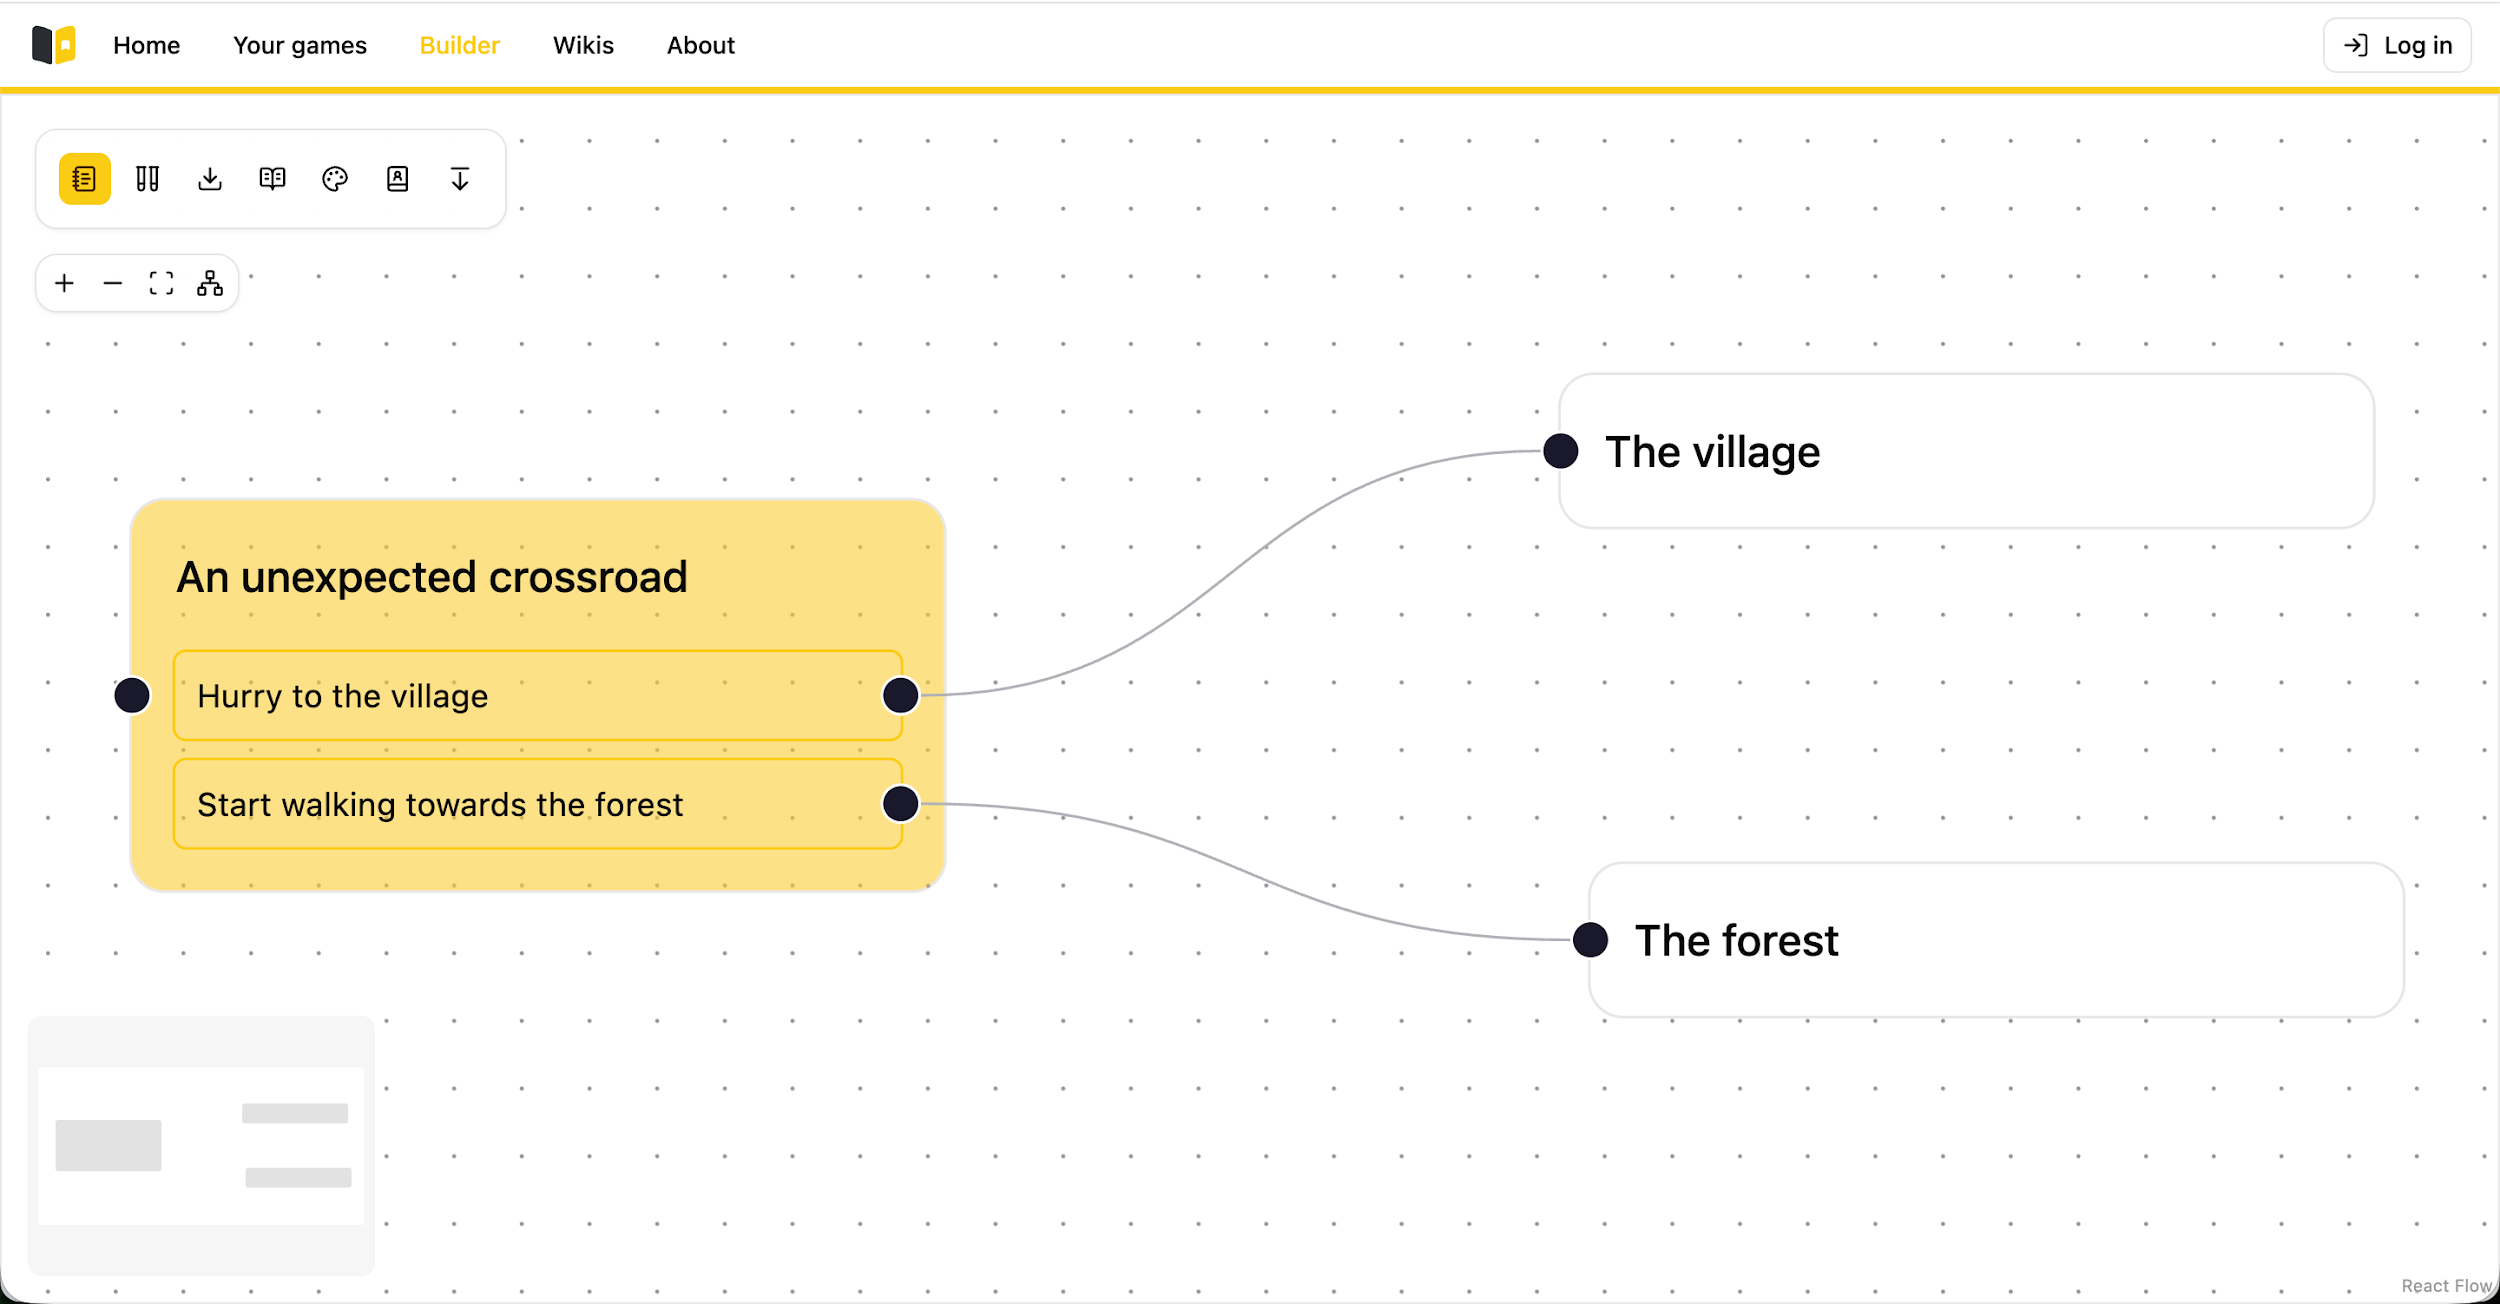 Home Your games Builder Wikis About Log in
The village
An unexpected crossroad
Hurry to the village
Start walking towards the forest
The forest
React Flow